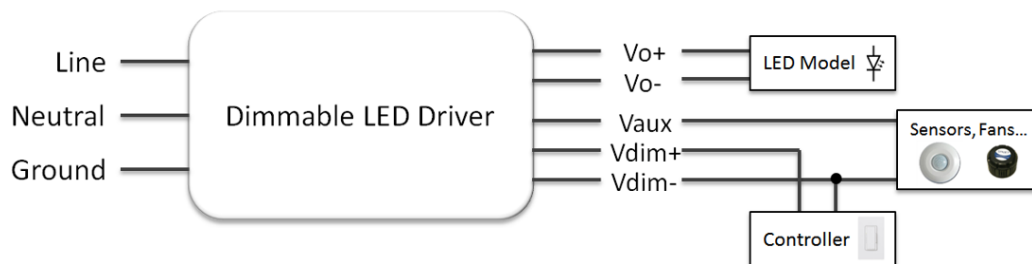 Line
Neutral
Ground
Dimmable LED Driver
Vo+
Vo-
Vaux
Vdim+
Vdim-
LED Model
Sensors, Fans...
Controller